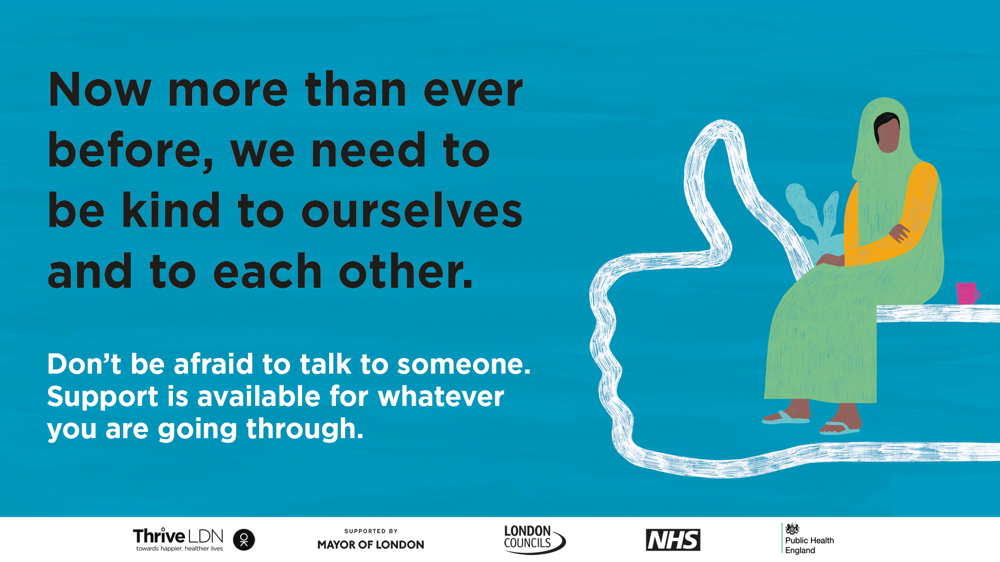 Now more than ever
before, we need to
be kind to ourselves
and to each other.
Don’t be afraid to talk to someone.
Support is available for whatever
you are going through.
Thrive LDN
towards happier, healthier lives
OK
SUPPORTED BY
MAYOR OF LONDON
LONDON
COUNCILS
NHS
Public Health
England